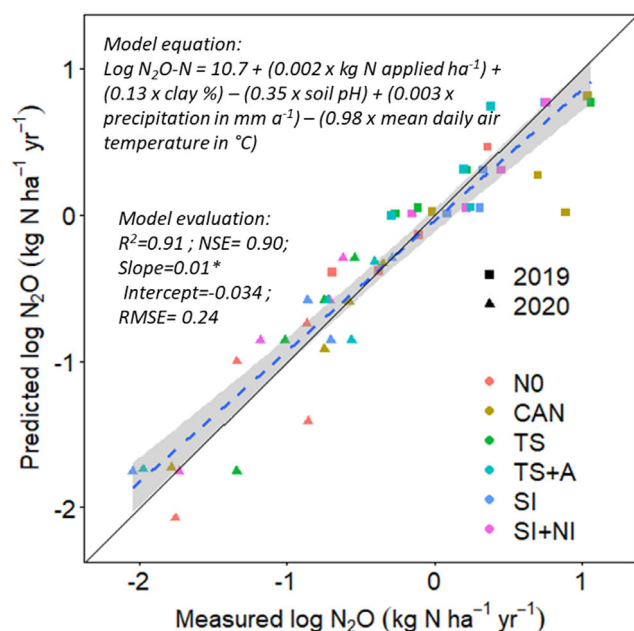 Model equation:
Log N₂O-N = 10.7 + (0.002 x kg N applied ha⁻¹) +
(0.13 x clay %) – (0.35 x soil pH) + (0.003 x
precipitation in mm a⁻¹) – (0.98 x mean daily air
temperature in °C)
Model evaluation:
R²=0.91 ; NSE= 0.90;
Slope=0.01*
Intercept=-0.034 ;
RMSE= 0.24
2019
2020
N0
CAN
TS
TS+A
SI
SI+NI
1
0
-1
-2
Predicted log N₂O (kg N ha⁻¹ yr⁻¹)
-2 -1 0 1
Measured log N₂O (kg N ha⁻¹ yr⁻¹)